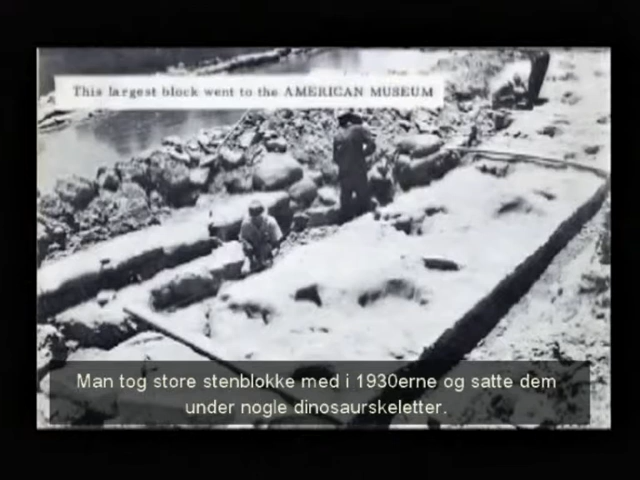 This largest block went to the AMERICAN MUSEUM
Man tog store stenblokke med i 1930erne og satte dem
under nogle dinosaurskeletter.